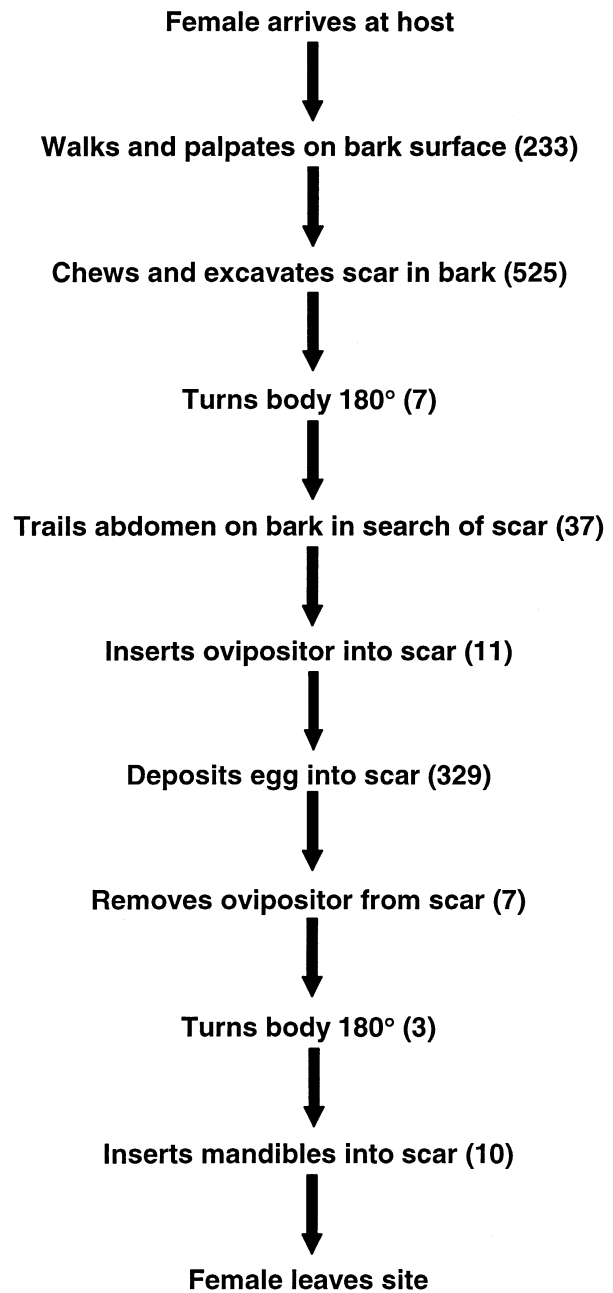 Female arrives at host
Walks and palpates on bark surface (233)
Chews and excavates scar in bark (525)
Turns body 180° (7)
Trails abdomen on bark in search of scar (37)
Inserts ovipositor into scar (11)
Deposits egg into scar (329)
Removes ovipositor from scar (7)
Turns body 180° (3)
Inserts mandibles into scar (10)
Female leaves site